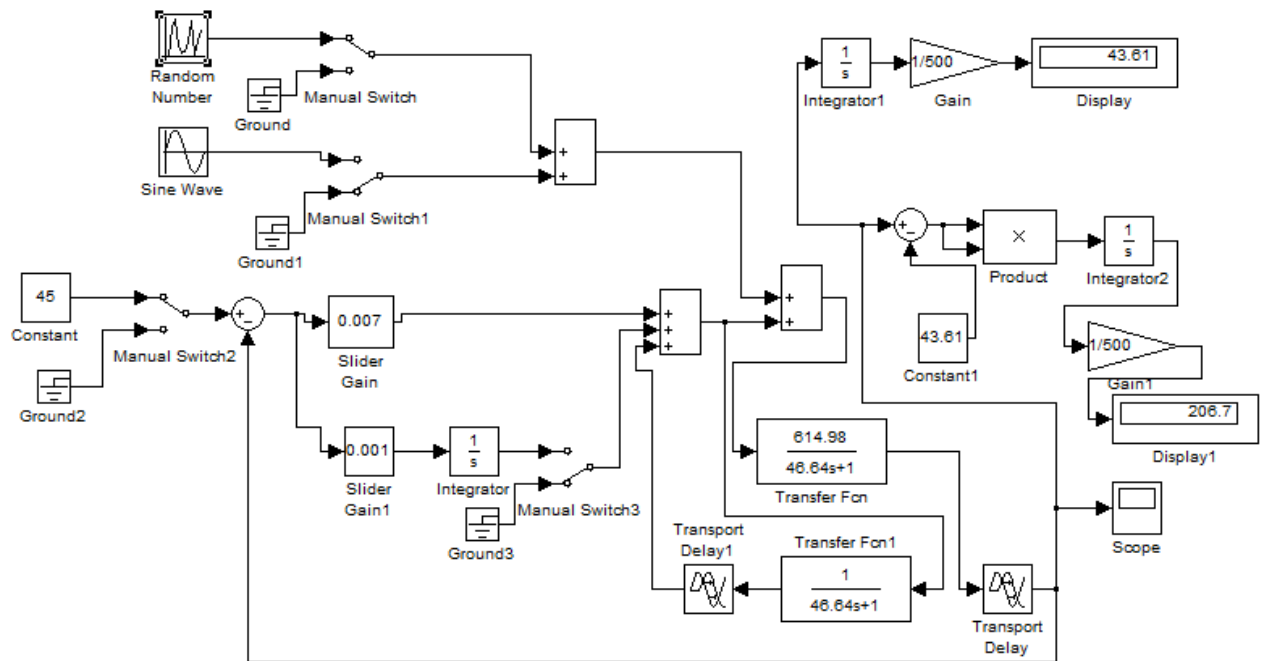 Random
Number
Manual Switch
Ground
Sine Wave
Manual Switch1
Ground1
+
+
1
s
Integrator1
1/500
Gain
43.61
Display
+
−
×
Product
1
s
Integrator2
43.61
Constant1
1/500
Gain1
206.7
Display1
45
Constant
Manual Switch2
Ground2
+
−
0.007
Slider
Gain
0.001
Slider
Gain1
1
s
Integrator
Manual Switch3
Ground3
+
+
+
+
+
614.98
46.64s+1
Transfer Fcn
Transport
Delay1
Transfer Fcn1
1
46.64s+1
Transport
Delay
Scope